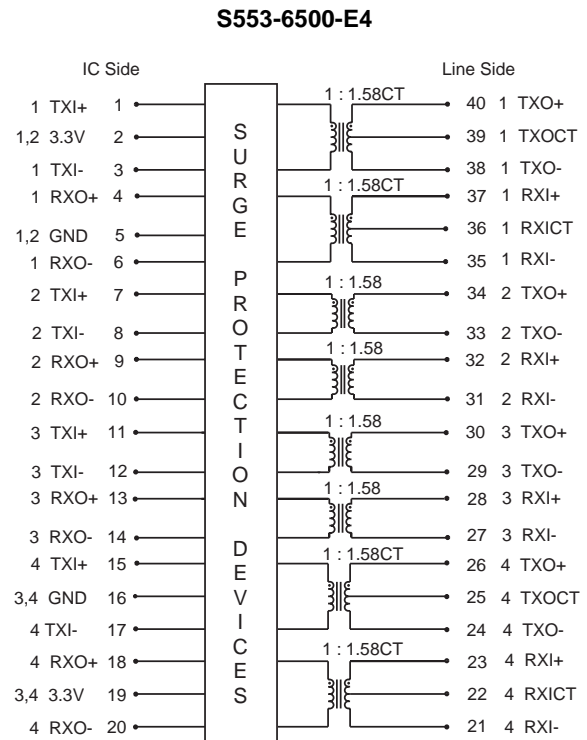 S553-6500-E4
IC Side Line Side
1 TXI+ 1 1 : 1.58CT 40 1 TXO+
1,2 3.3V 2 39 1 TXOCT
1 TXI- 3 38 1 TXO-
1 RXO+ 4 1 : 1.58CT 37 1 RXI+
1,2 GND 5 36 1 RXICT
1 RXO- 6 35 1 RXI-
2 TXI+ 7 1 : 1.58 34 2 TXO+
2 TXI- 8 33 2 TXO-
2 RXO+ 9 1 : 1.58 32 2 RXI+
2 RXO- 10 31 2 RXI-
3 TXI+ 11 1 : 1.58 30 3 TXO+
3 TXI- 12 29 3 TXO-
3 RXO+ 13 1 : 1.58 28 3 RXI+
3 RXO- 14 27 3 RXI-
4 TXI+ 15 1 : 1.58CT 26 4 TXO+
3,4 GND 16 25 4 TXOCT
4 TXI- 17 24 4 TXO-
4 RXO+ 18 1 : 1.58CT 23 4 RXI+
3,4 3.3V 19 22 4 RXICT
4 RXO- 20 21 4 RXI-
SURGE PROTECTION DEVICES